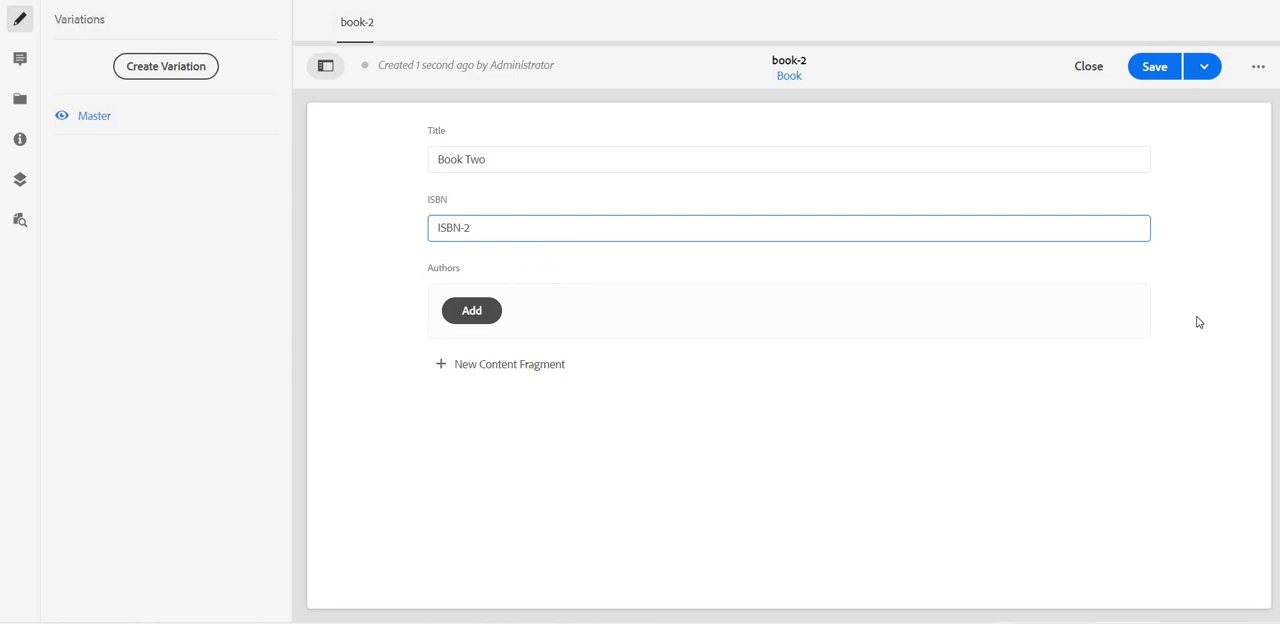 Variations
book-2
Create Variation
Created 1 second ago by Administrator
book-2
Book
Close
Save
Master
Title
Book Two
ISBN
ISBN-2
Authors
Add
New Content Fragment